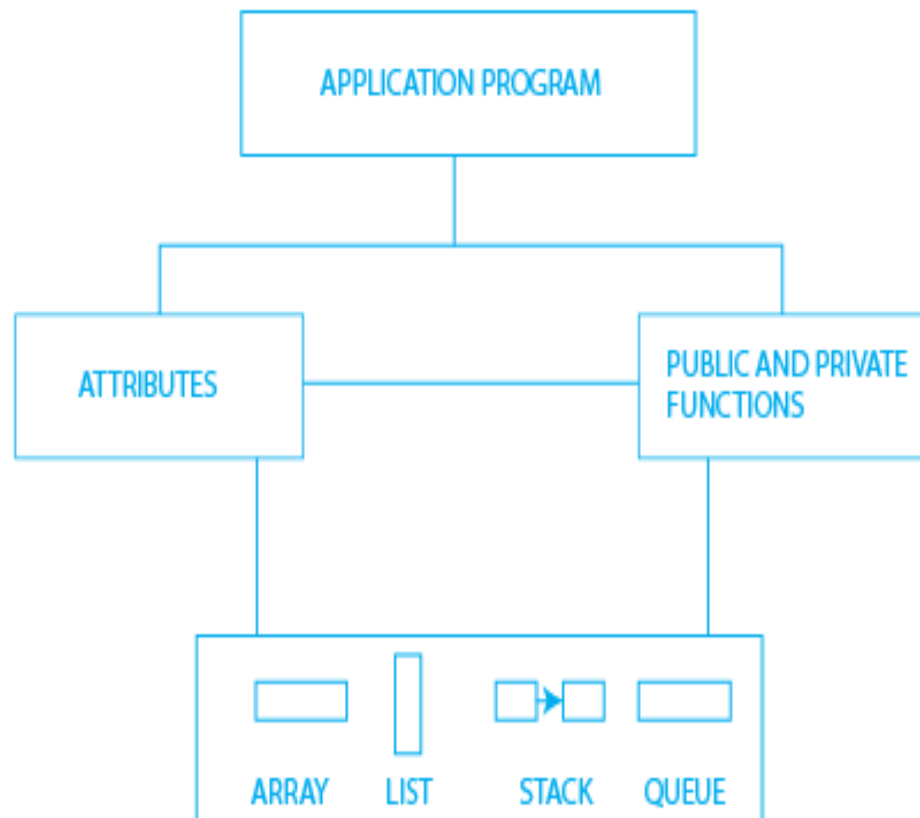 APPLICATION PROGRAM
ATTRIBUTES
PUBLIC AND PRIVATE
FUNCTIONS
ARRAY
LIST
STACK
QUEUE